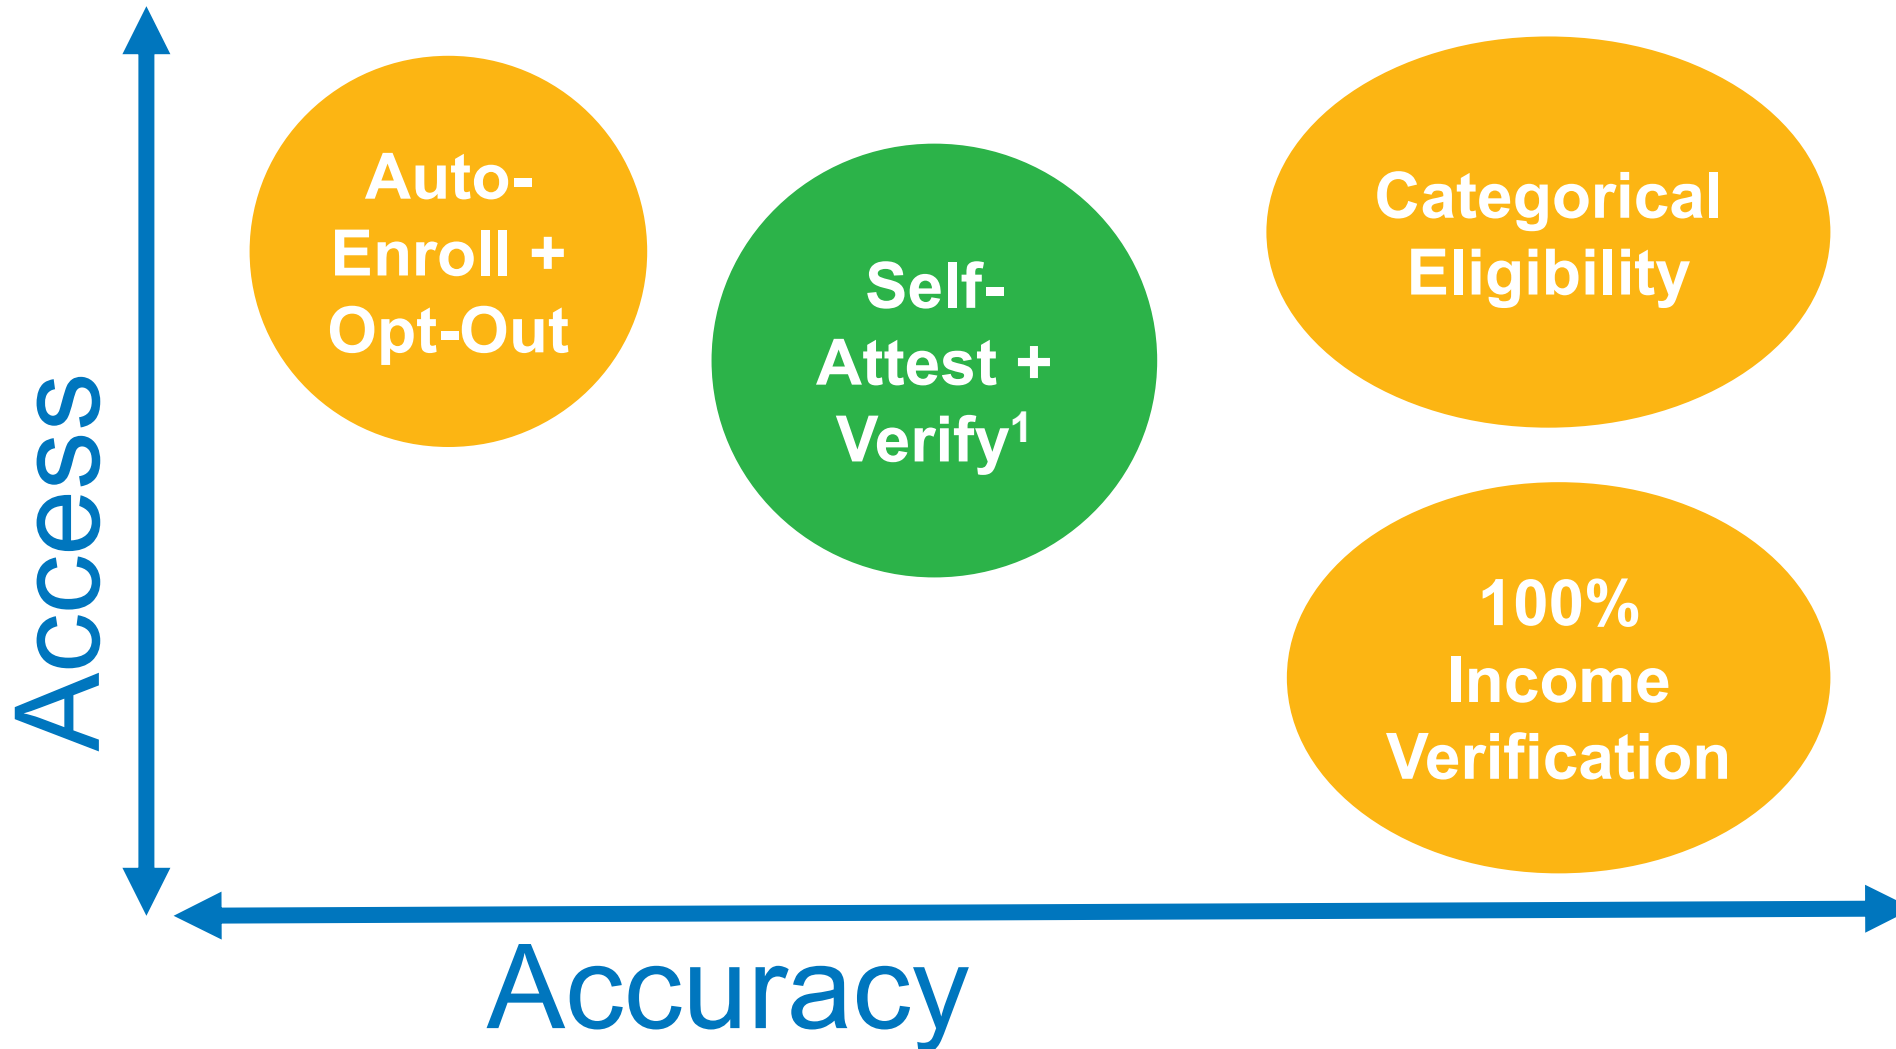 Auto-
Enroll +
Opt-Out
Self-
Attest +
Verify¹
Categorical
Eligibility
100%
Income
Verification
Access
Accuracy